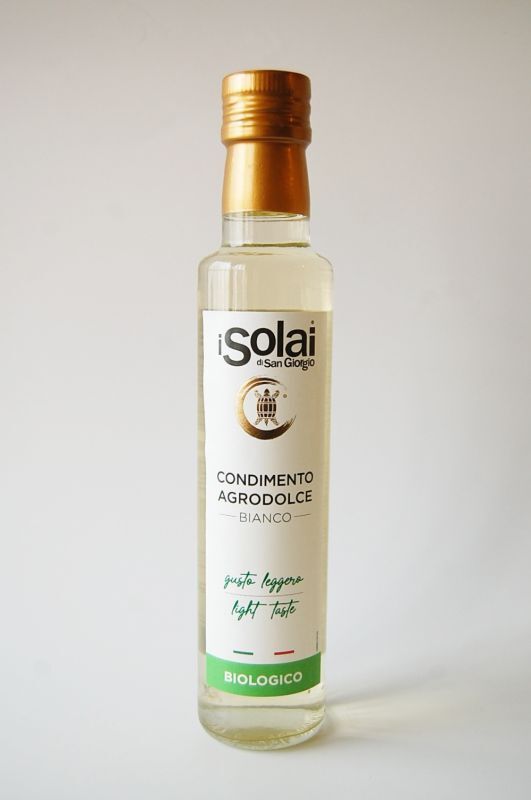 iSolai
di San Giorgio
CONDIMENTO
AGRODOLCE
BIANCO
gusto leggero
light taste
BIOLOGICO